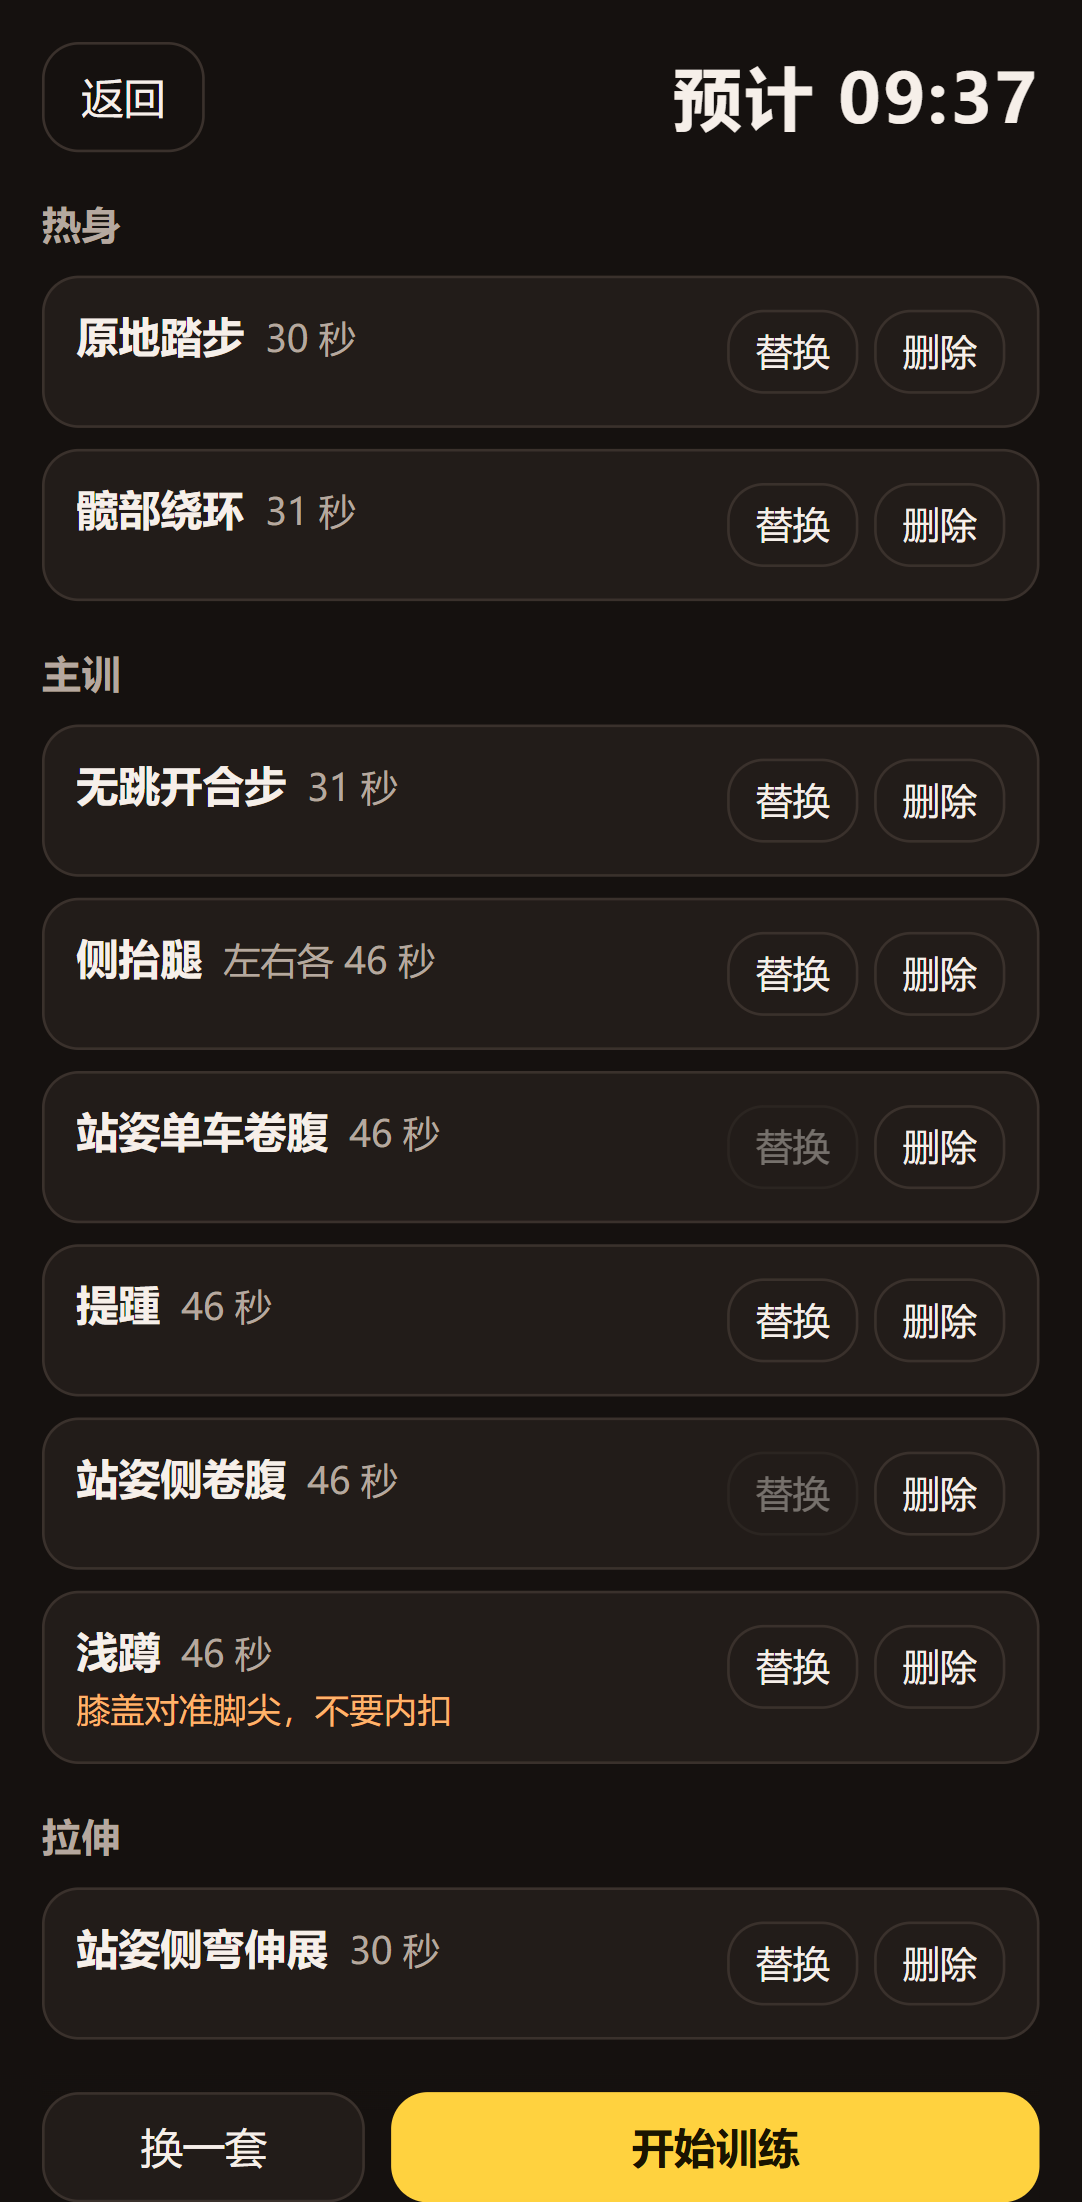 返回
预计 09:37
热身
原地踏步 30 秒
替换 删除
髋部绕环 31 秒
替换 删除
主训
无跳开合步 31 秒
替换 删除
侧抬腿 左右各 46 秒
替换 删除
站姿单车卷腹 46 秒
替换 删除
提踵 46 秒
替换 删除
站姿侧卷腹 46 秒
替换 删除
浅蹲 46 秒
替换 删除
膝盖对准脚尖，不要内扣
拉伸
站姿侧弯伸展 30 秒
替换 删除
换一套
开始训练